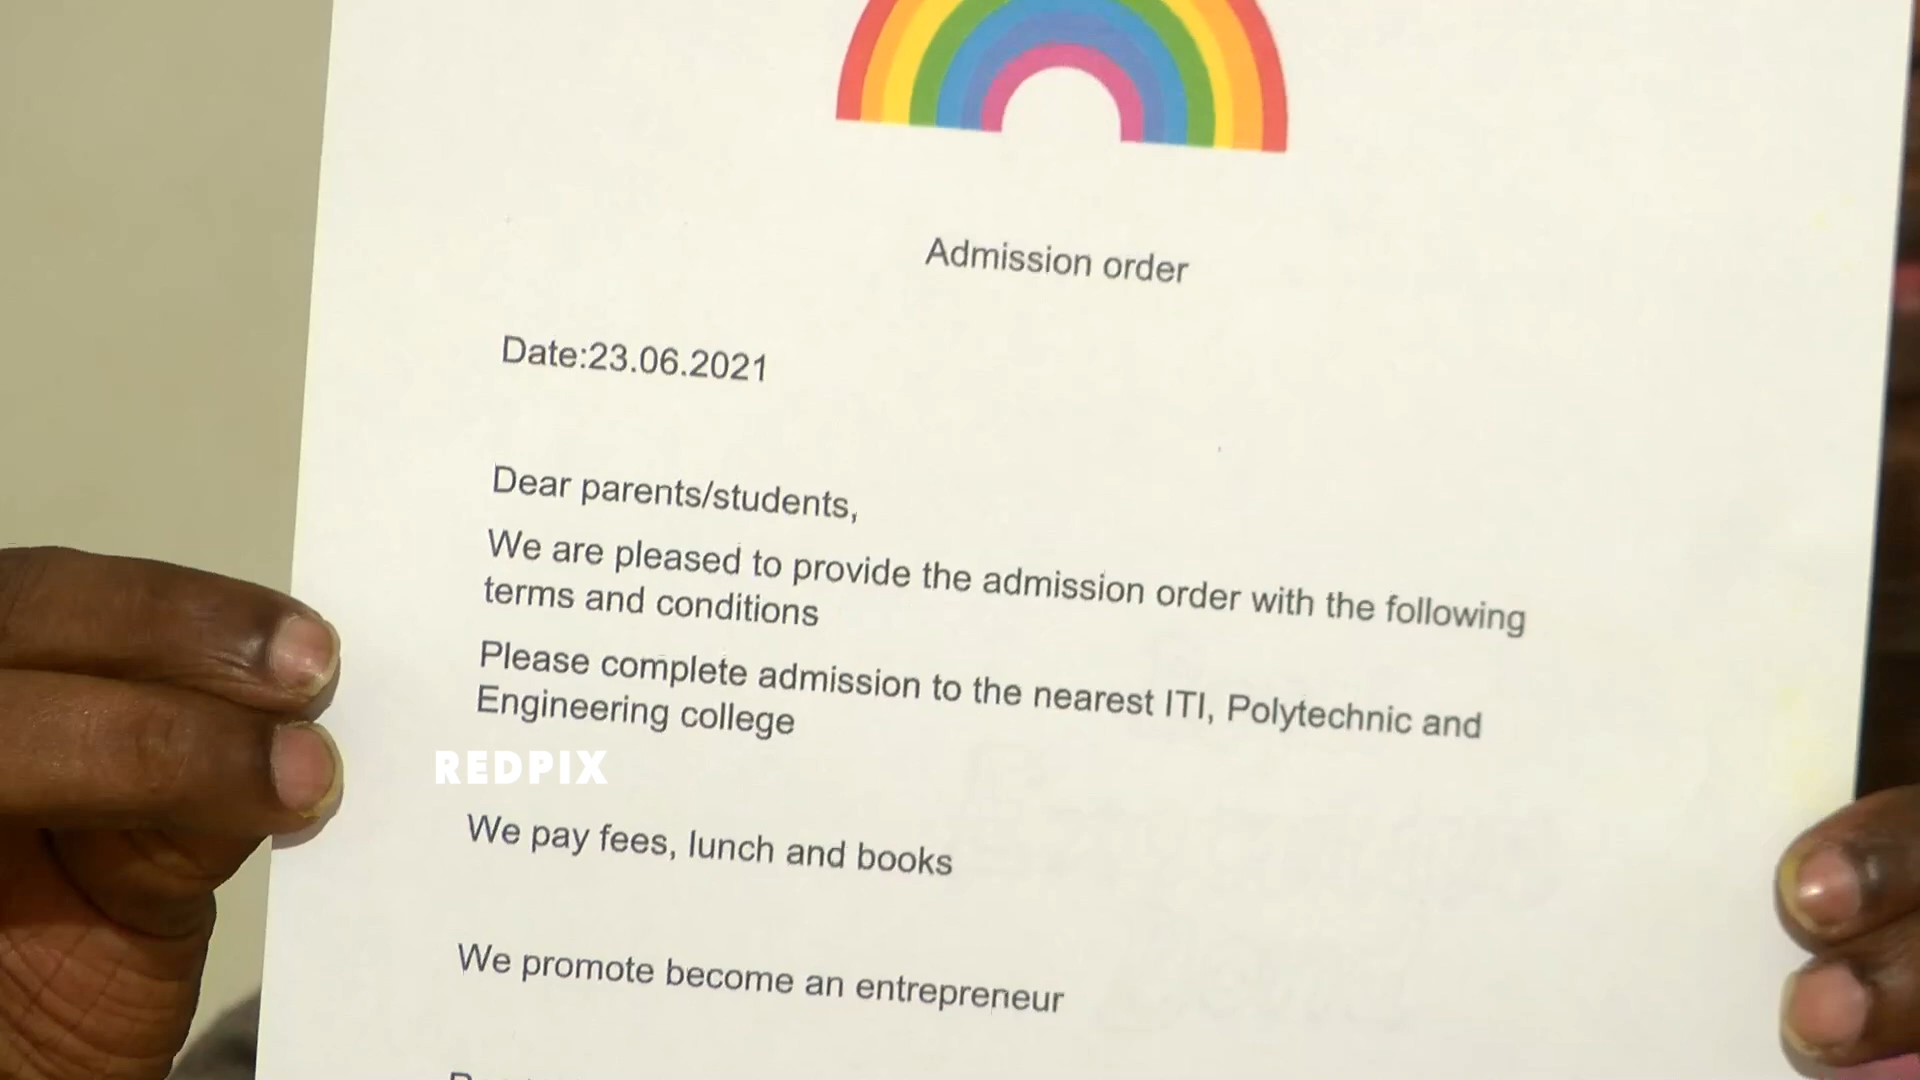 Admission order
Date:23.06.2021
Dear parents/students,
We are pleased to provide the admission order with the following
terms and conditions
Please complete admission to the nearest ITI, Polytechnic and
Engineering college
REDPIX
We pay fees, lunch and books
We promote become an entrepreneur